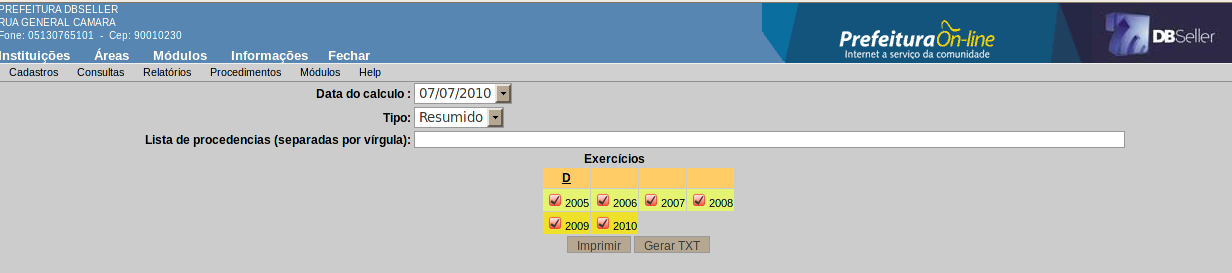 PREFEITURA DBSELLER
RUA GENERAL CAMARA
Fone: 05130765101 - Cep: 90010230
Instituições Áreas Módulos Informações Fechar
PrefeituraOn-line
Internet a serviço da comunidade
DBSeller
Cadastros Consultas Relatórios Procedimentos Módulos Help
Data do calculo : 07/07/2010
Tipo: Resumido
Lista de procedencias (separadas por vírgula):
Exercícios
D
2005 2006 2007 2008
2009 2010
Imprimir Gerar TXT